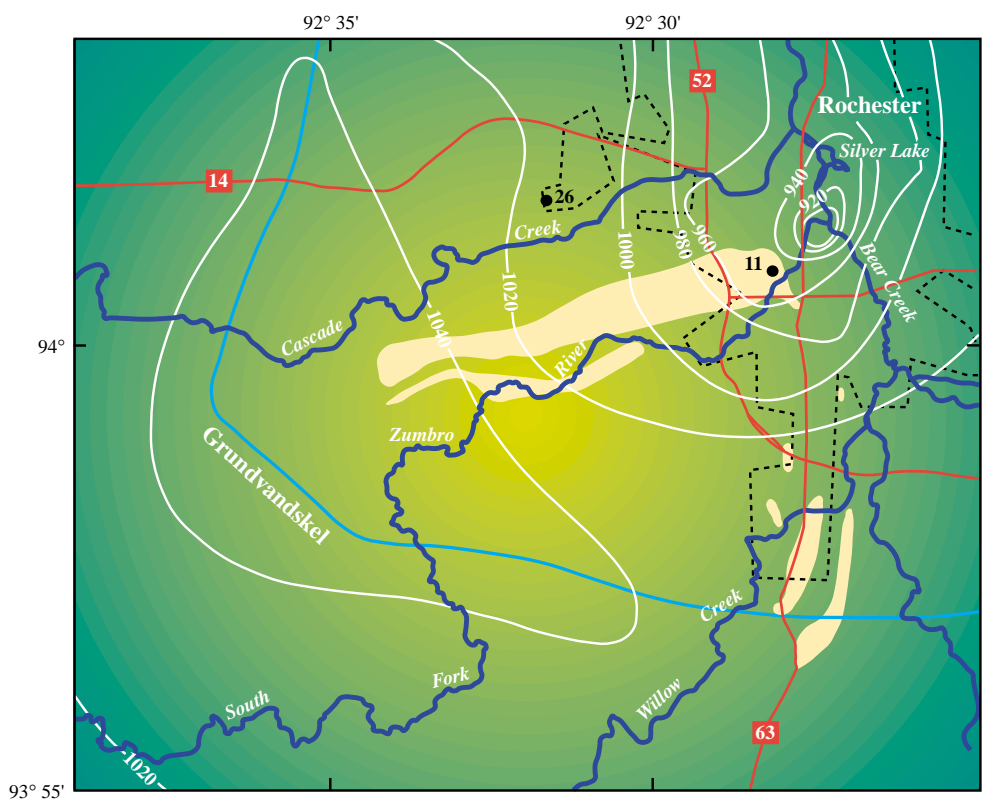 92° 35'
92° 30'
52
Rochester
Silver Lake
14
940
26
920
Creek
960
980
1000
11
Bear Creek
1020
1040
Cascade
94°
River
Zumbro
Grundvandskel
Creek
Fork
Willow
South
63
1020
93° 55'